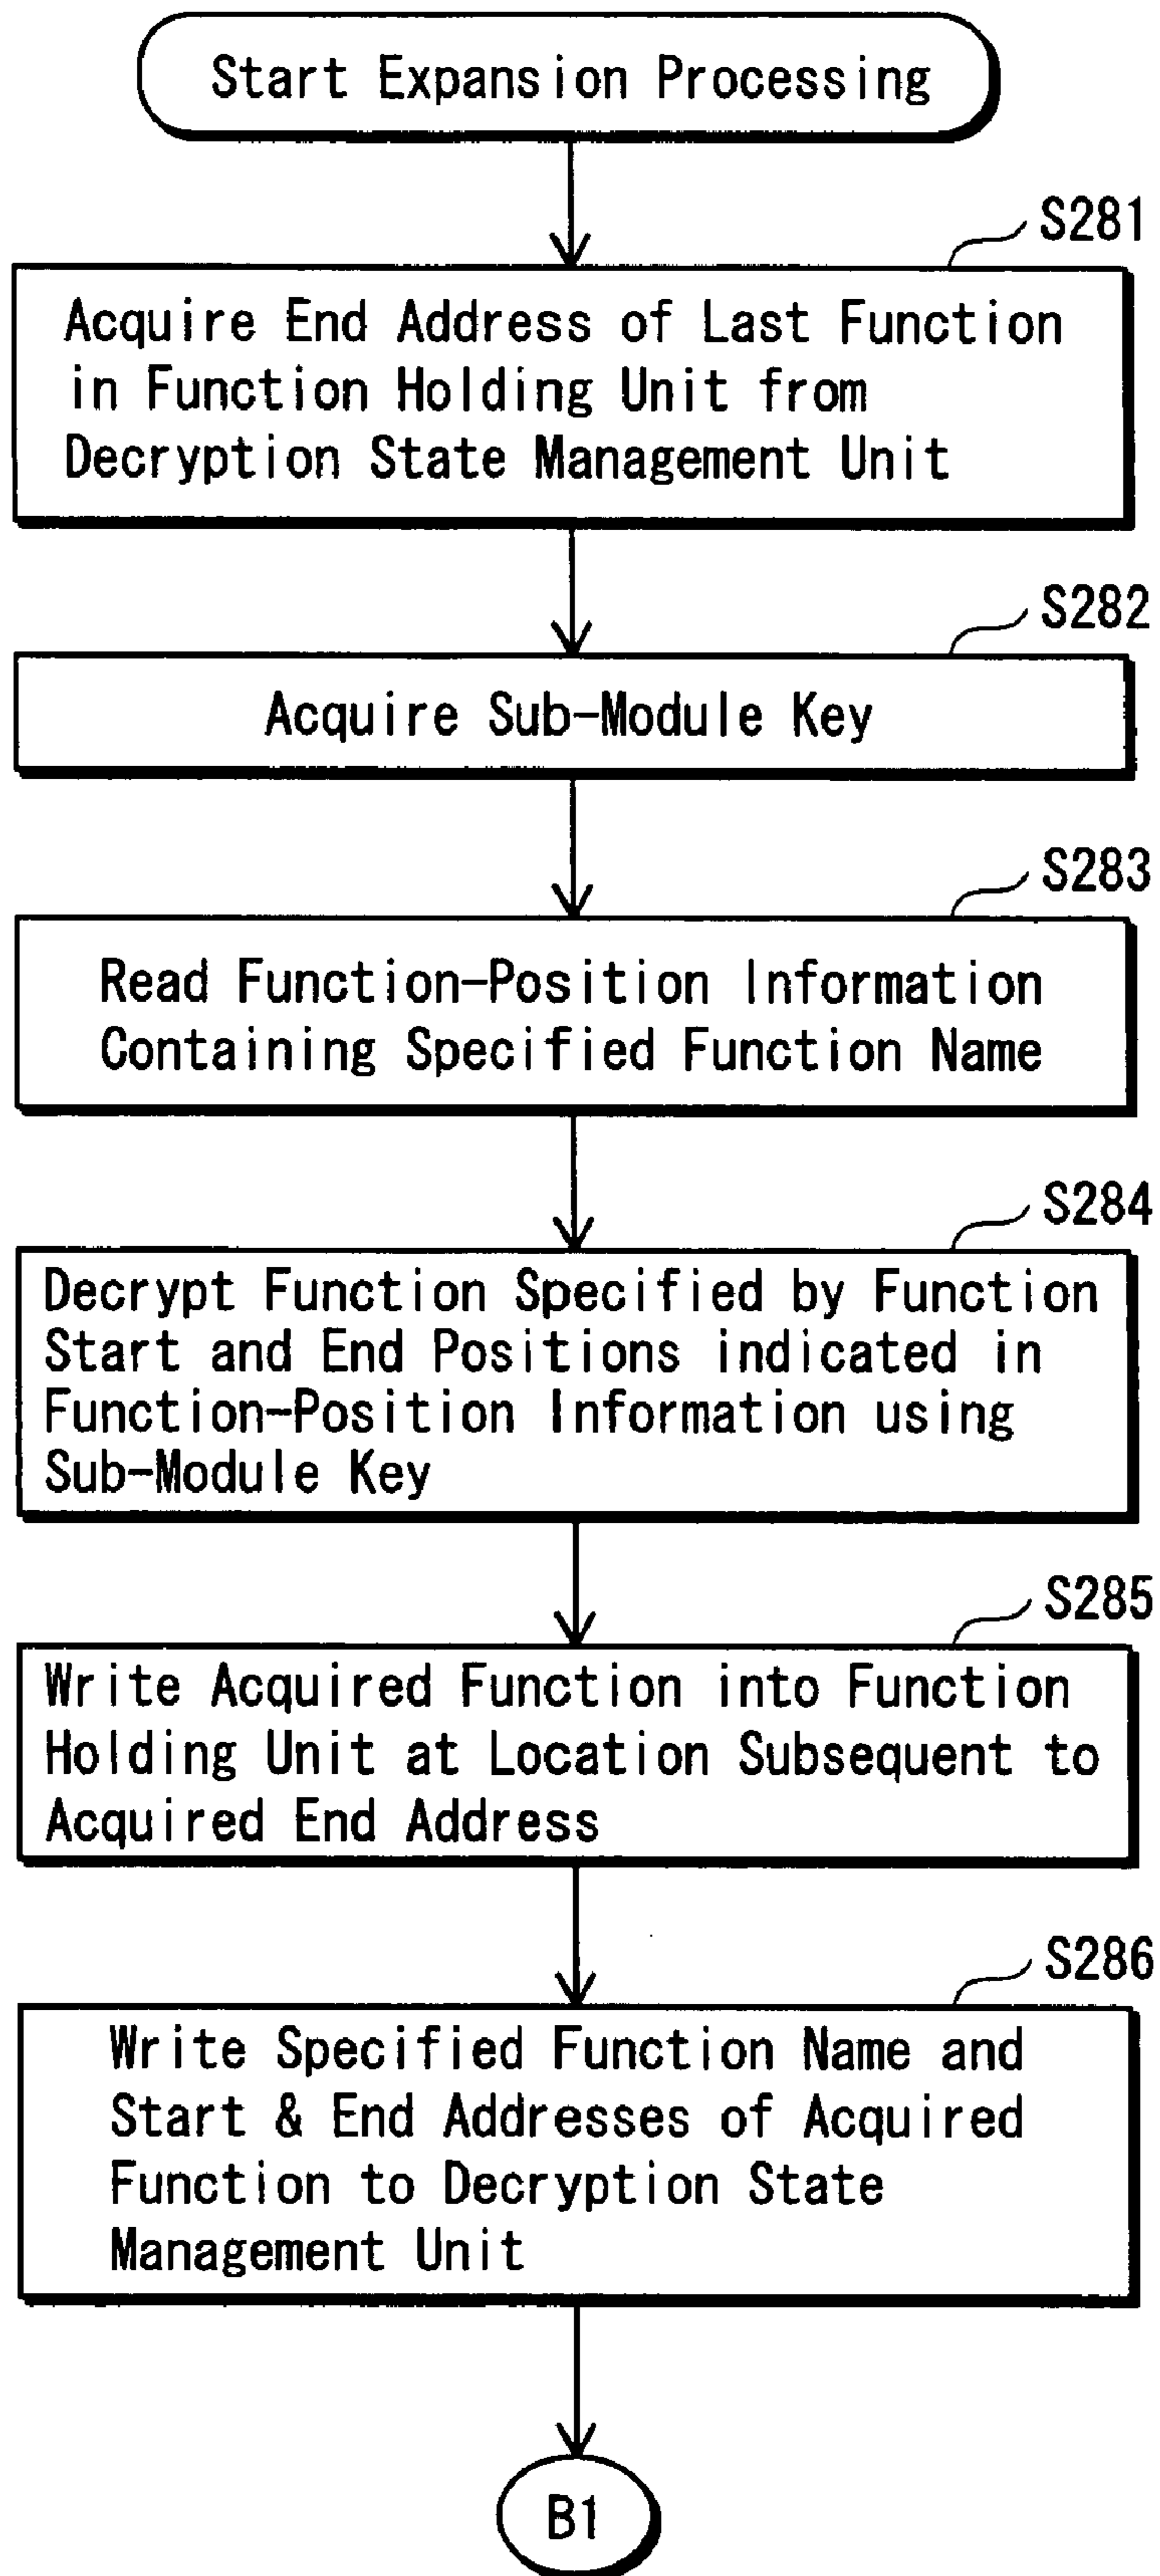 Start Expansion Processing
S281
Acquire End Address of Last Function
in Function Holding Unit from
Decryption State Management Unit
S282
Acquire Sub-Module Key
S283
Read Function-Position Information
Containing Specified Function Name
S284
Decrypt Function Specified by Function
Start and End Positions indicated in
Function-Position Information using
Sub-Module Key
S285
Write Acquired Function into Function
Holding Unit at Location Subsequent to
Acquired End Address
S286
Write Specified Function Name and
Start & End Addresses of Acquired
Function to Decryption State
Management Unit
B1